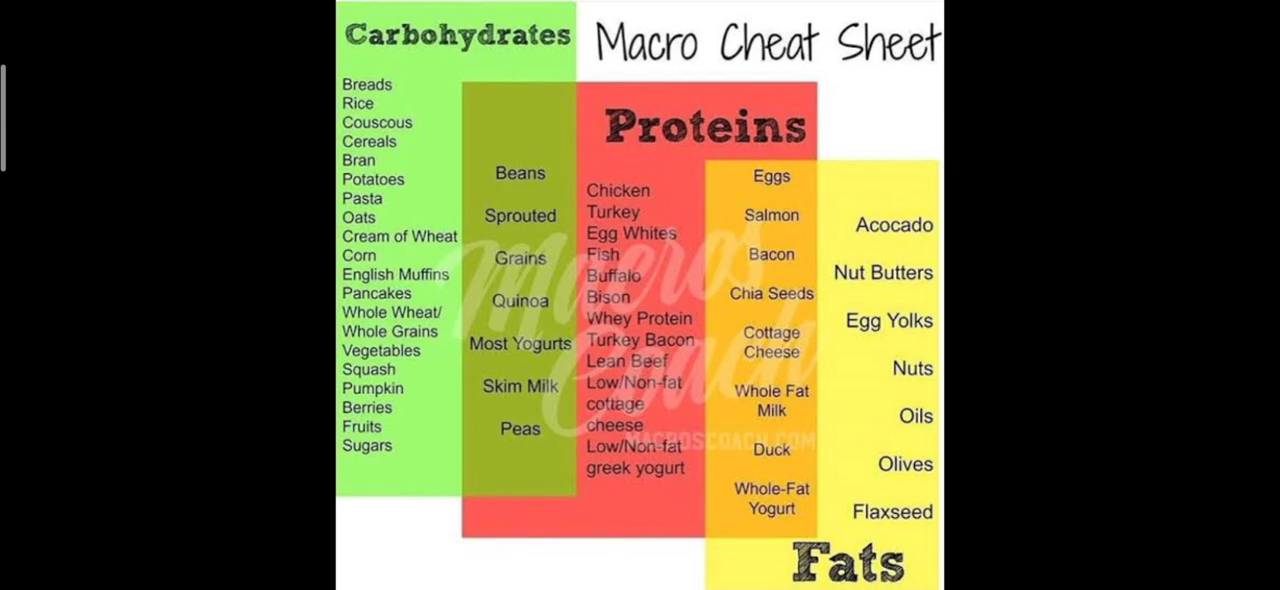 Carbohydrates
Macro Cheat Sheet
Breads
Rice
Couscous
Cereals
Bran
Potatoes
Pasta
Oats
Cream of Wheat
Corn
English Muffins
Pancakes
Whole Wheat/
Whole Grains
Vegetables
Squash
Pumpkin
Berries
Fruits
Sugars
Beans
Sprouted
Grains
Quinoa
Most Yogurts
Skim Milk
Peas
Proteins
Chicken
Turkey
Egg Whites
Fish
Buffalo
Bison
Whey Protein
Turkey Bacon
Lean Beef
Low/Non-fat
cottage
cheese
Low/Non-fat
greek yogurt
Eggs
Salmon
Bacon
Chia Seeds
Cottage
Cheese
Whole Fat
Milk
Duck
Whole-Fat
Yogurt
Acocado
Nut Butters
Egg Yolks
Nuts
Oils
Olives
Flaxseed
Fats
Macros
Coach
MACROSCOACH.COM